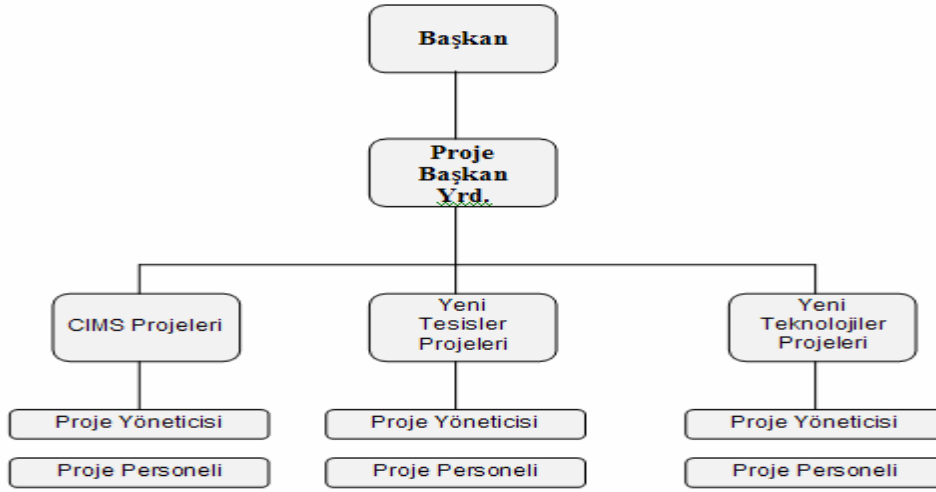 Başkan
Proje
Başkan
Yrd.
CIMS Projeleri
Yeni
Tesisler
Projeleri
Yeni
Teknolojiler
Projeleri
Proje Yöneticisi
Proje Yöneticisi
Proje Yöneticisi
Proje Personeli
Proje Personeli
Proje Personeli